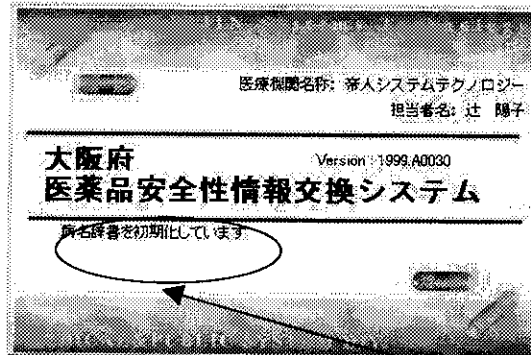 医療機関名称: 帝人システムテクノロジー
担当者名: 辻 陽子
大阪府
Version : 1999.A0030
医薬品安全性情報交換システム
病名辞書を初期化しています